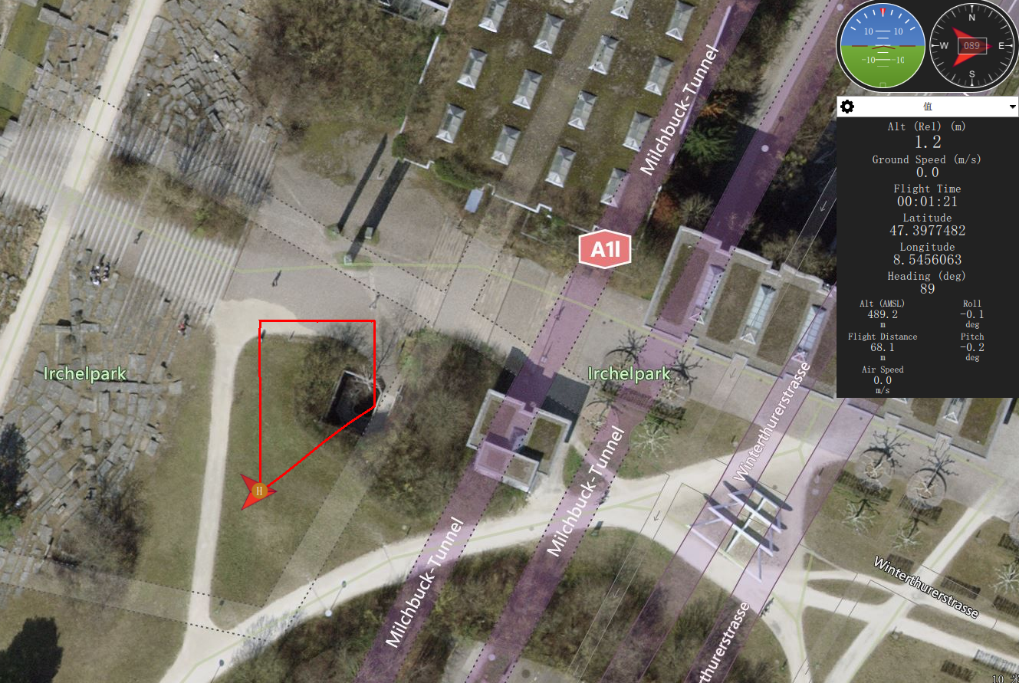 N
10 10
W 089 E
-10 -10
S
值
Alt (Rel) (m)
1.2
Ground Speed (m/s)
0.0
Flight Time
00:01:21
Latitude
47.3977482
Longitude
8.5456063
Heading (deg)
89
Alt (AMSL) Roll
489.2 -0.1
m deg
Flight Distance Pitch
68.1 -0.2
m deg
Air Speed
0.0
m/s
Milchbuck-Tunnel
A1l
Irchelpark
Irchelpark
Winterthurerstrasse
H
Milchbuck-Tunnel
Milchbuck-Tunnel
Winterthurerstrasse
thurerstrasse